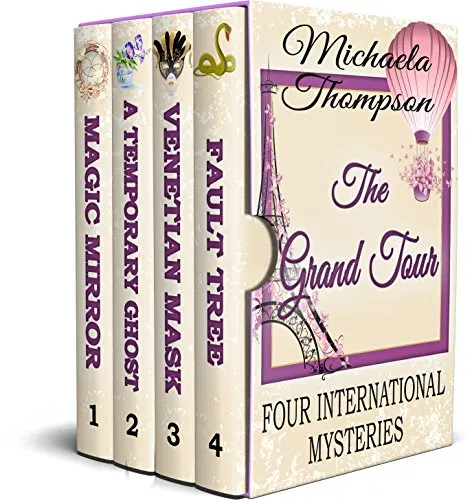 MAGIC MIRROR
1
A TEMPORARY GHOST
2
VENETIAN MASK
3
FAULT TREE
4
Michaela
Thompson
The
Grand Tour
FOUR INTERNATIONAL
MYSTERIES